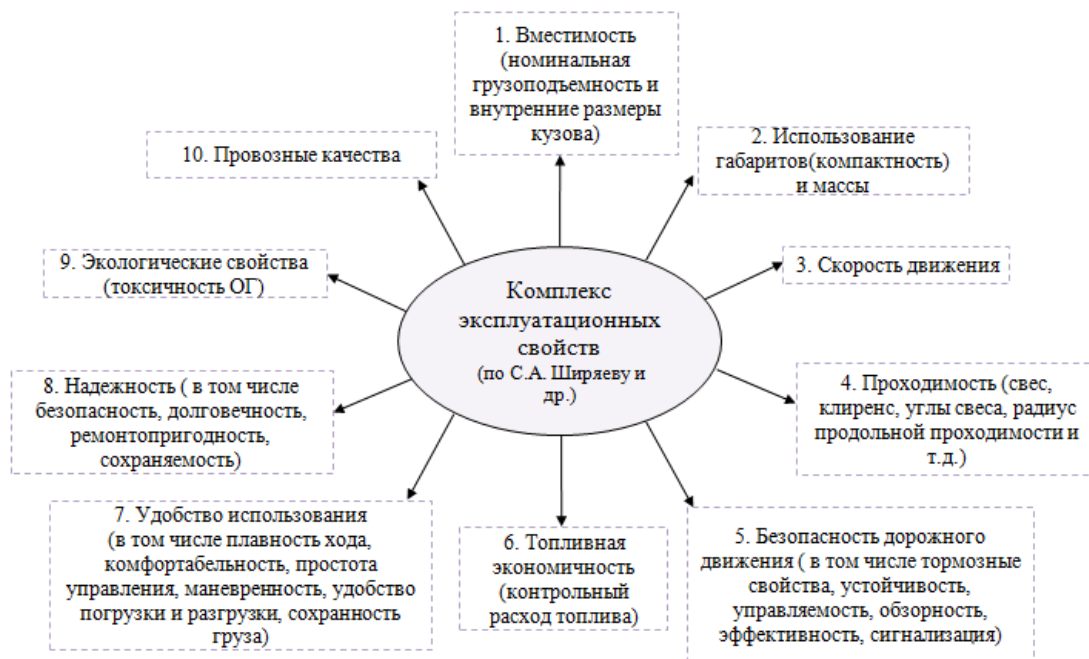 1. Вместимость
(номинальная
грузоподъемность и
внутренние размеры
кузова)
2. Использование
габаритов(компактность)
и массы
3. Скорость движения
4. Проходимость (свес,
клиренс, углы свеса, радиус
продольной проходимости и
т.д.)
5. Безопасность дорожного
движения ( в том числе тормозные
свойства, устойчивость,
управляемость, обзорность,
эффективность, сигнализация)
6. Топливная
экономичность
(контрольный
расход топлива)
7. Удобство использования
(в том числе плавность хода,
комфортабельность, простота
управления, маневренность, удобство
погрузки и разгрузки, сохранность
груза)
8. Надежность ( в том числе
безопасность, долговечность,
ремонтопригодность,
сохраняемость)
9. Экологические свойства
(токсичность ОГ)
10. Провозные качества
Комплекс
эксплуатационных
свойств
(по С.А. Ширяеву и
др.)